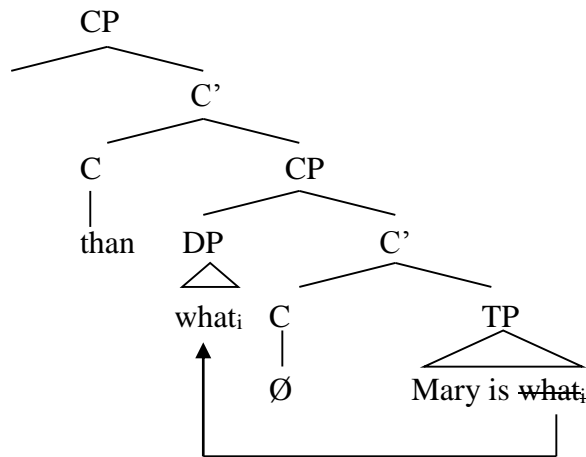 CP
C’
C CP
than DP C’
whatᵢ C TP
Ø Mary is whatᵢ